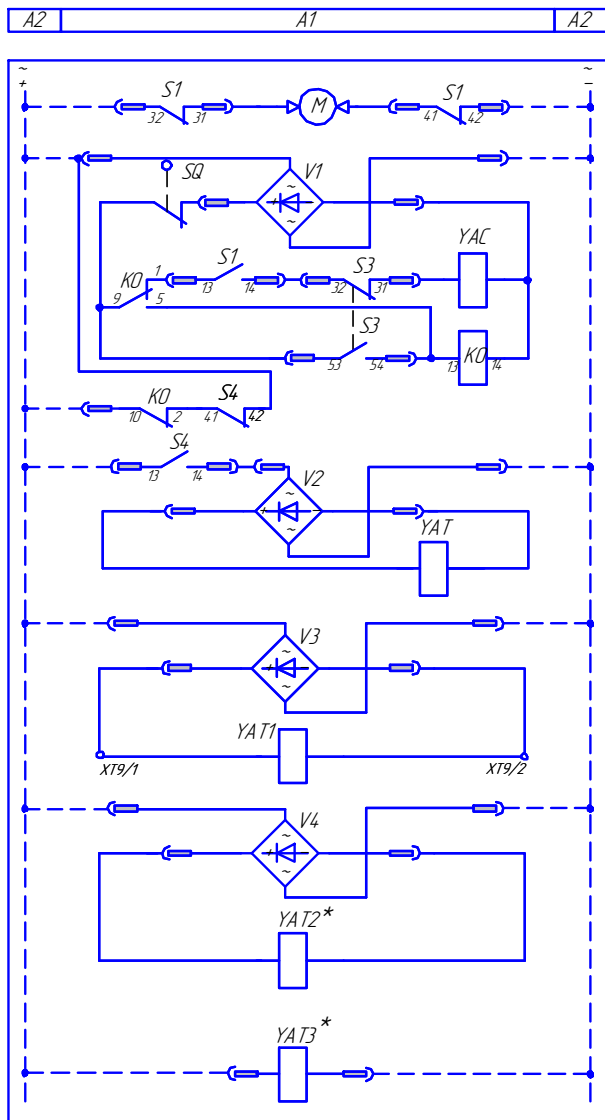 A2 A1 A2
~ ~
+ −
S1 M S1
32 31 41 42
SQ ~ V1
+ −
~
YAC
S1 S3
KO 1 13 14 32 31
9 5
S3
53 54 13 KO 14
KO S4
10 2 41 42
S4
13 14 V2
~
+ −
~
YAT
V3
~
+
~
YAT1
XT9/1 XT9/2
V4
~
+
~
YAT2*
YAT3*